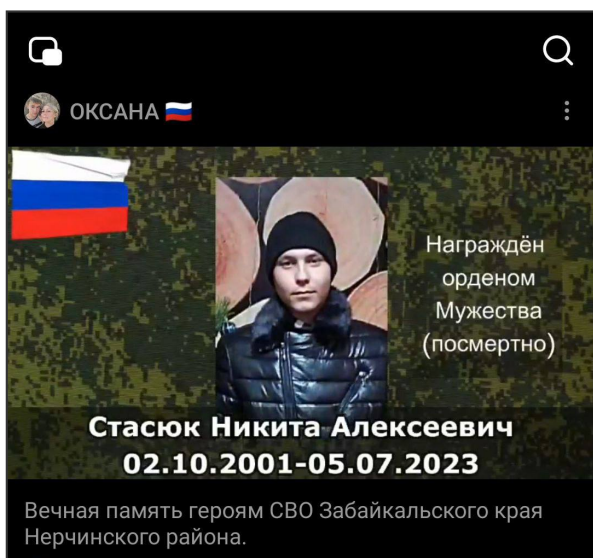 ОКСАНА 🇷🇺
Награждён
орденом
Мужества
(посмертно)
Стасюк Никита Алексеевич
02.10.2001-05.07.2023
Вечная память героям СВО Забайкальского края
Нерчинского района.